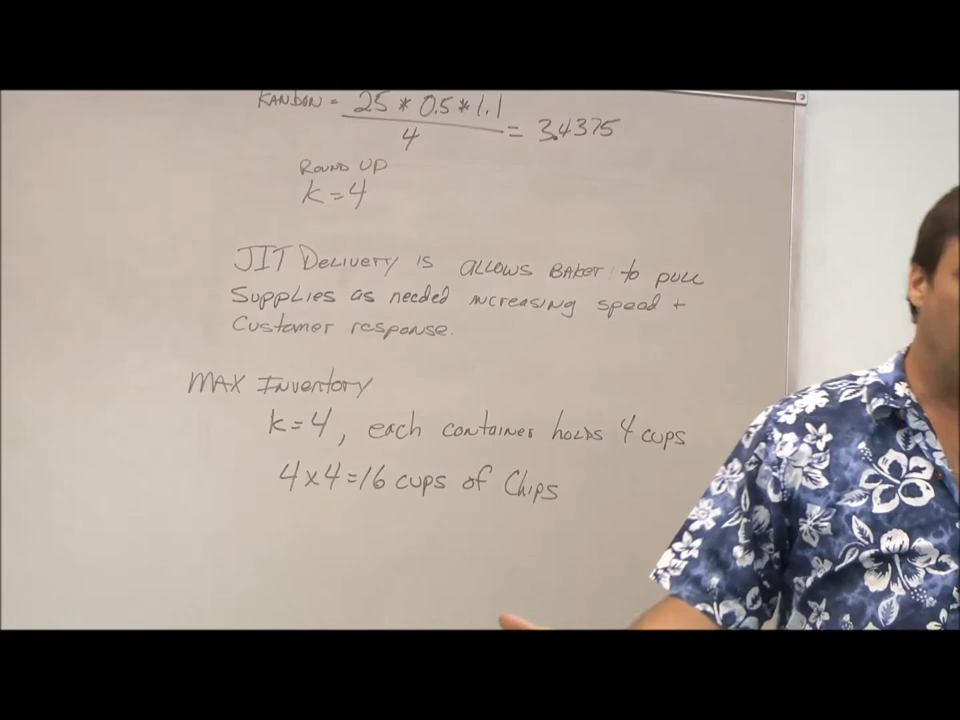 KANBAN = 25 * 0.5 * 1.1
4
= 3.4375
ROUND UP
K = 4
JIT Delivery is allows Baker to pull
Supplies as needed increasing speed +
Customer response.
MAX Inventory
K = 4, each container holds 4 cups
4 x 4 = 16 cups of Chips